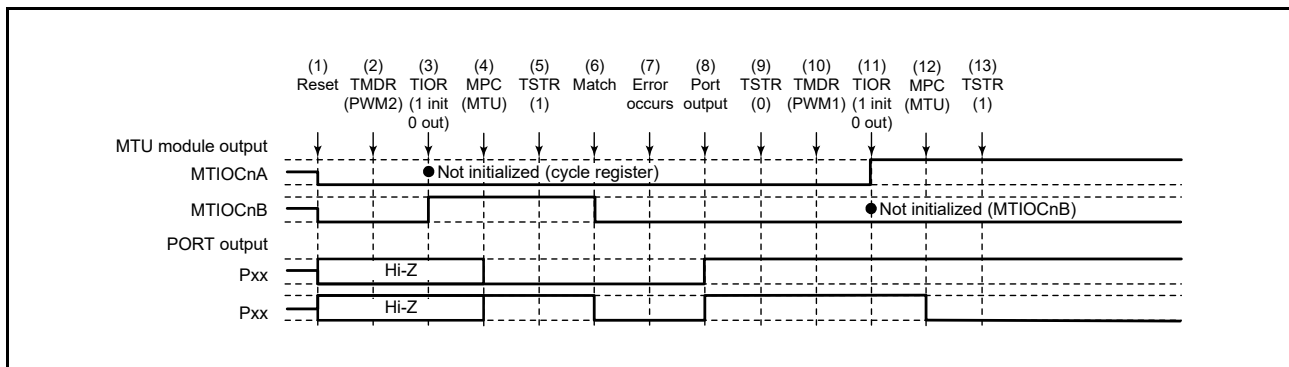 (1) (2) (3) (4) (5) (6) (7) (8) (9) (10) (11) (12) (13)
Reset TMDR TIOR MPC TSTR Match Error Port TSTR TMDR TIOR MPC TSTR
(PWM2) (1 init (MTU) (1) occurs output (0) (PWM1) (1 init (MTU) (1)
0 out) 0 out)
MTU module output
MTIOCnA Not initialized (cycle register)
MTIOCnB Not initialized (MTIOCnB)
PORT output
Pxx Hi-Z
Pxx Hi-Z